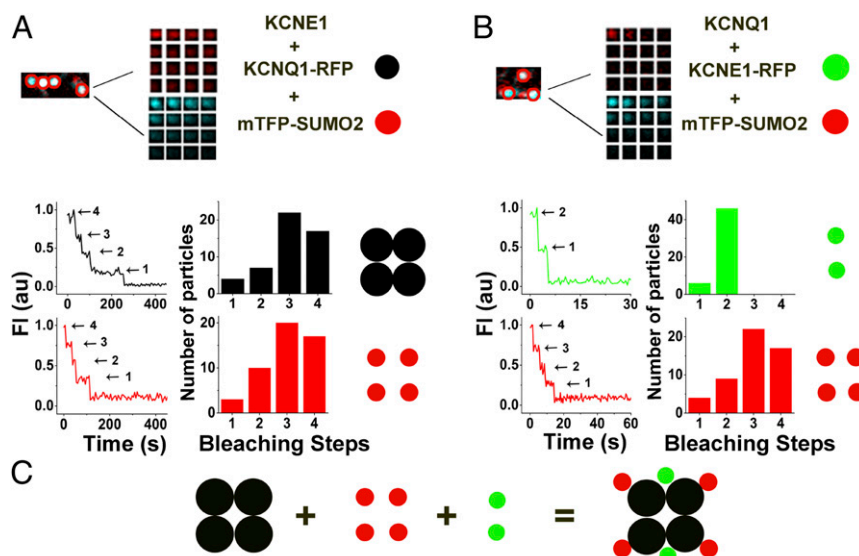 A
KCNE1
+
KCNQ1-RFP
+
mTFP-SUMO2
FI (au)
1.0
0.5
0.0
← 4
← 3
← 2
← 1
0 200 400
Number of particles
20
10
0
1 2 3 4
1.0
0.5
0.0
← 4
← 3
← 2
← 1
0 200 400
Time (s)
20
10
0
1 2 3 4
Bleaching Steps
B
KCNQ1
+
KCNE1-RFP
+
mTFP-SUMO2
FI (au)
1.0
0.5
0.0
← 2
← 1
0 15 30
Number of particles
40
20
0
1 2 3 4
1.0
0.5
0.0
← 4
← 3
← 2
← 1
0 20 40 60
Time (s)
20
10
0
1 2 3 4
Bleaching Steps
C
+ + =